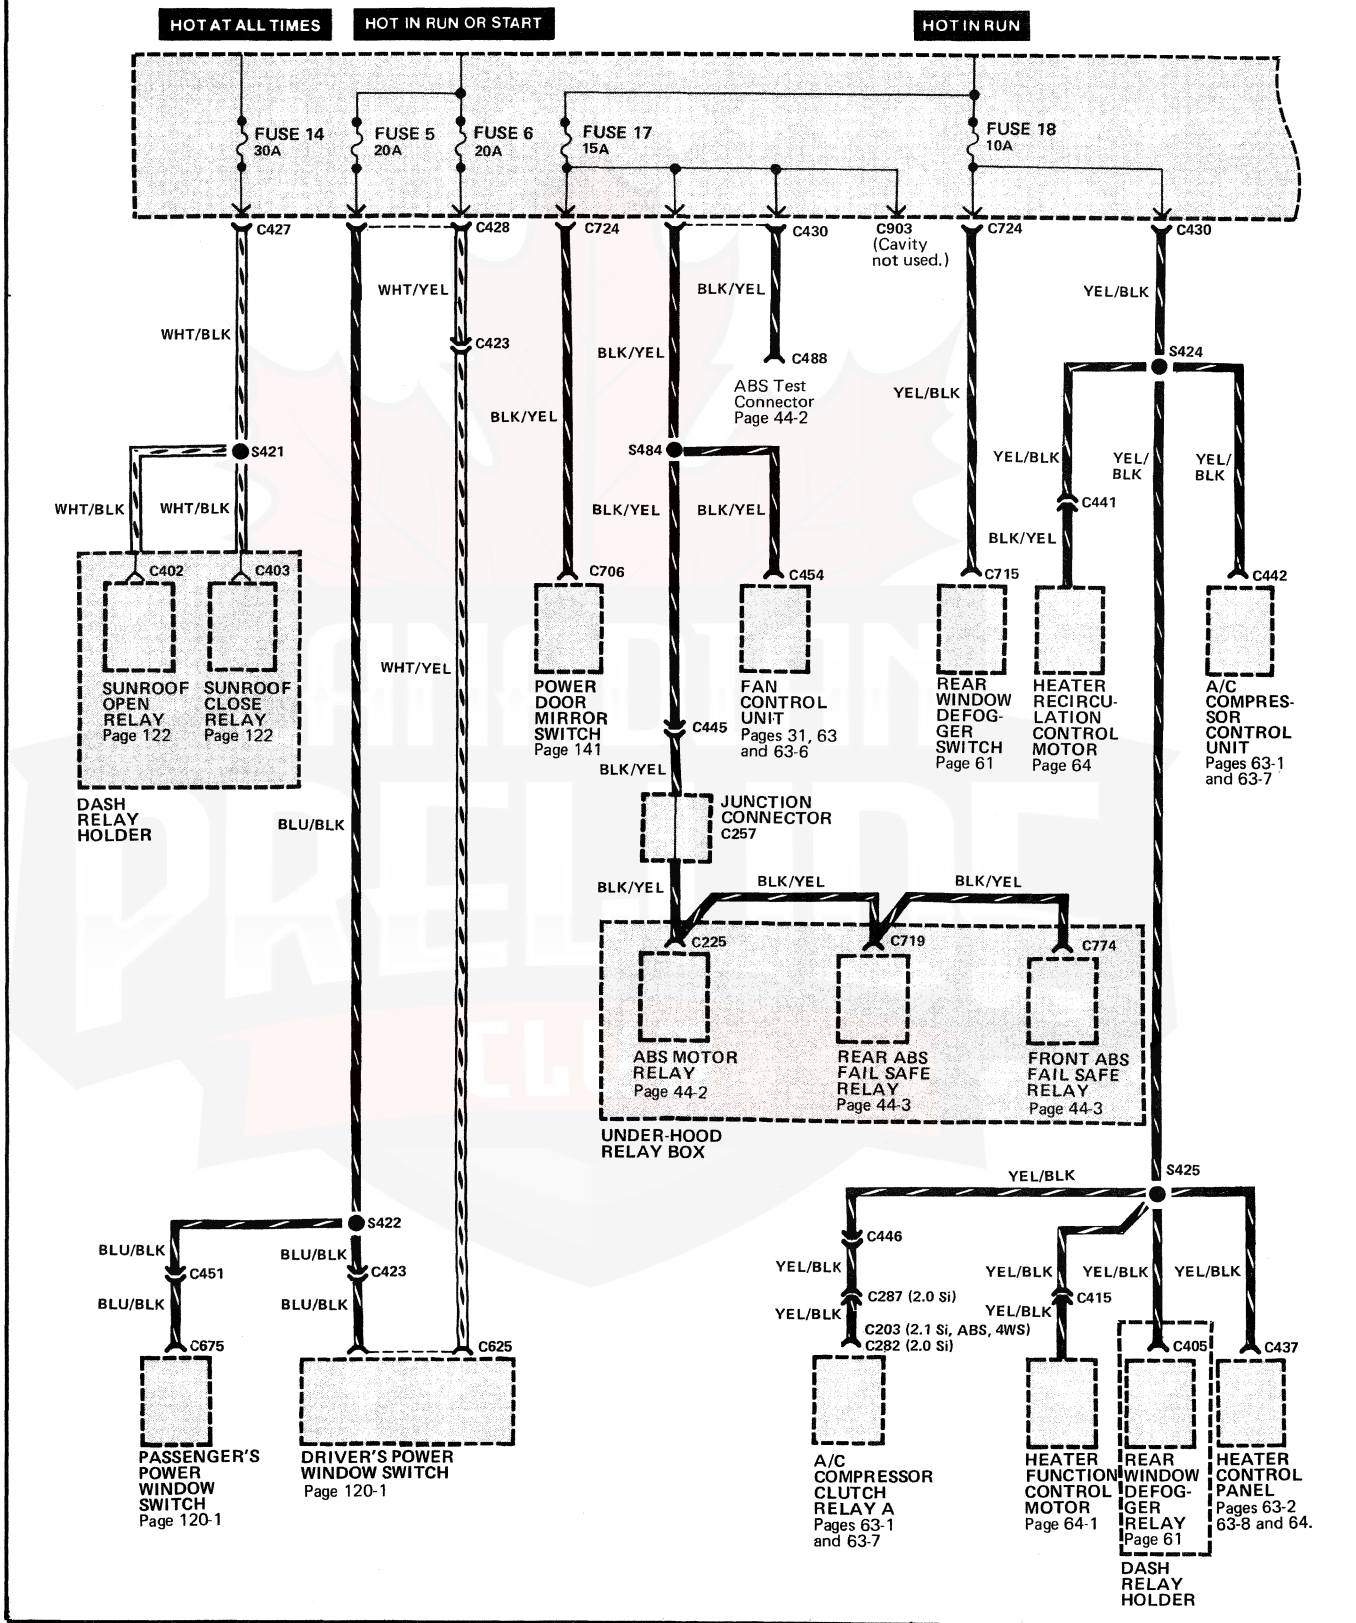 HOT AT ALL TIMES
HOT IN RUN OR START
HOT IN RUN
FUSE 14
30A
FUSE 5
20A
FUSE 6
20A
FUSE 17
15A
FUSE 18
10A
C427
C428
C724
C430
C903
(Cavity
not used.)
C724
C430
WHT/BLK
WHT/YEL
C423
BLK/YEL
BLK/YEL
BLK/YEL
C488
ABS Test
Connector
Page 44-2
YEL/BLK
YEL/BLK
S424
S421
WHT/BLK
WHT/BLK
S484
BLK/YEL
BLK/YEL
YEL/BLK
YEL/
BLK
YEL/
BLK
C441
BLK/YEL
C402
C403
C706
C454
C715
C442
SUNROOF
OPEN
RELAY
Page 122
SUNROOF
CLOSE
RELAY
Page 122
DASH
RELAY
HOLDER
WHT/YEL
POWER
DOOR
MIRROR
SWITCH
Page 141
FAN
CONTROL
UNIT
Pages 31, 63
and 63-6
REAR
WINDOW
DEFOG-
GER
SWITCH
Page 61
HEATER
RECIRCU-
LATION
CONTROL
MOTOR
Page 64
A/C
COMPRES-
SOR
CONTROL
UNIT
Pages 63-1
and 63-7
C445
BLK/YEL
BLU/BLK
JUNCTION
CONNECTOR
C257
BLK/YEL
BLK/YEL
BLK/YEL
C225
C719
C774
ABS MOTOR
RELAY
Page 44-2
REAR ABS
FAIL SAFE
RELAY
Page 44-3
FRONT ABS
FAIL SAFE
RELAY
Page 44-3
UNDER-HOOD
RELAY BOX
CANADIAN
PRELUDE
CLUB
YEL/BLK
S425
S422
BLU/BLK
BLU/BLK
C451
C423
BLU/BLK
BLU/BLK
C675
C625
C446
YEL/BLK
C287 (2.0 Si)
YEL/BLK
C203 (2.1 Si, ABS, 4WS)
C282 (2.0 Si)
YEL/BLK
YEL/BLK
YEL/BLK
YEL/BLK
C415
C405
C437
PASSENGER'S
POWER
WINDOW
SWITCH
Page 120-1
DRIVER'S POWER
WINDOW SWITCH
Page 120-1
A/C
COMPRESSOR
CLUTCH
RELAY A
Pages 63-1
and 63-7
HEATER
FUNCTION
CONTROL
MOTOR
Page 64-1
REAR
WINDOW
DEFOG-
GER
RELAY
Page 61
HEATER
CONTROL
PANEL
Pages 63-2
63-8 and 64.
DASH
RELAY
HOLDER